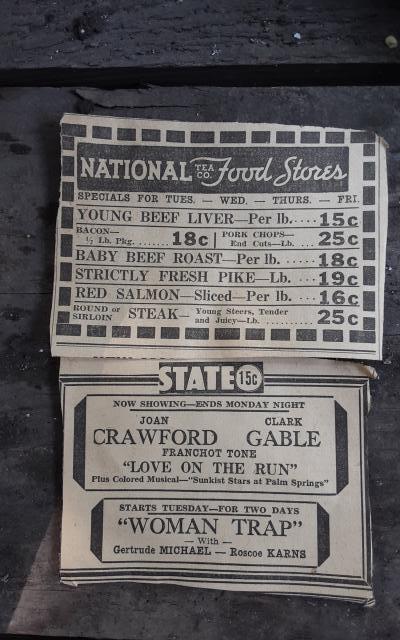 NATIONAL TEA CO. Food Stores
SPECIALS FOR TUES. — WED. — THURS. — FRI.
YOUNG BEEF LIVER—Per lb. .... 15c
BACON— ½ Lb. Pkg. ....... 18c PORK CHOPS— End Cuts—Lb. ... 25c
BABY BEEF ROAST—Per lb. .... 18c
STRICTLY FRESH PIKE—Lb. .... 19c
RED SALMON—Sliced—Per lb. .... 16c
ROUND or SIRLOIN STEAK— Young Steers, Tender and Juicy—Lb. .......... 25c
STATE 15c
NOW SHOWING—ENDS MONDAY NIGHT
JOAN CLARK
CRAWFORD GABLE
FRANCHOT TONE
"LOVE ON THE RUN"
Plus Colored Musical—"Sunkist Stars at Palm Springs"
STARTS TUESDAY—FOR TWO DAYS
"WOMAN TRAP"
— With —
Gertrude MICHAEL — Roscoe KARNS